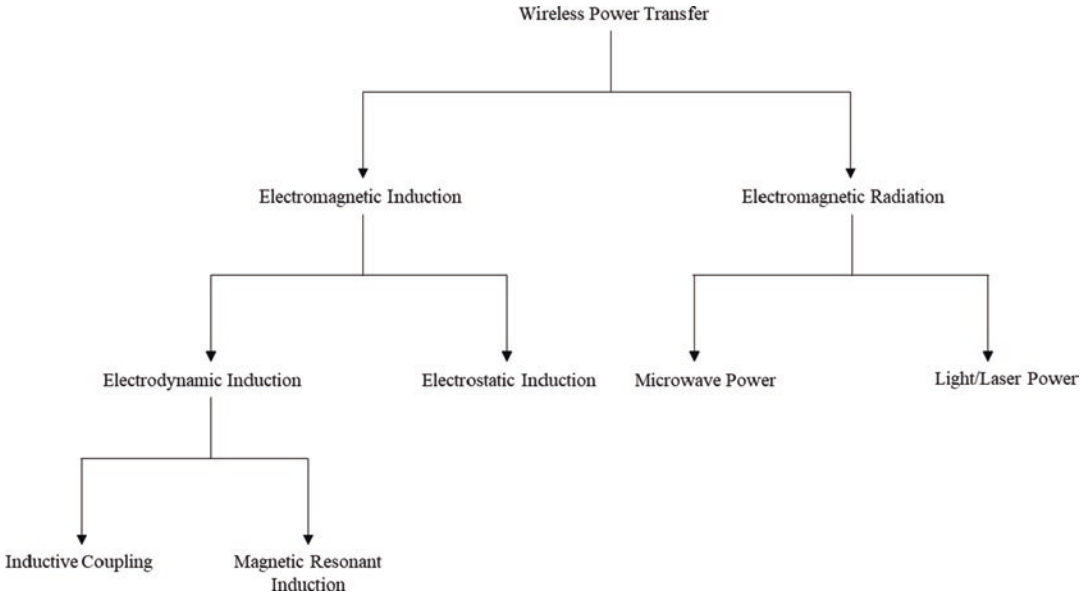 Wireless Power Transfer
Electromagnetic Induction
Electromagnetic Radiation
Electrodynamic Induction
Electrostatic Induction
Microwave Power
Light/Laser Power
Inductive Coupling
Magnetic Resonant
Induction